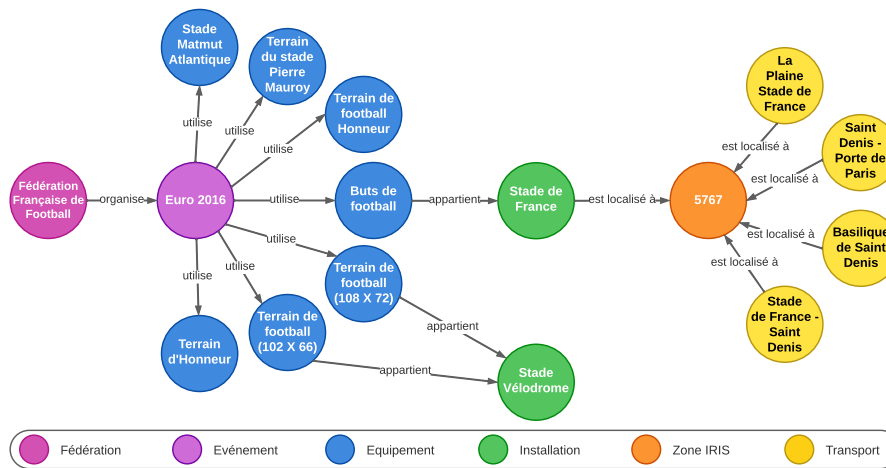 Stade
Matmut
Atlantique
Terrain
du stade
Pierre
Mauroy
Terrain de
football
Honneur
La
Plaine
Stade de
France
utilise
utilise
utilise
Fédération
Française de
Football
organise
Euro 2016
utilise
Buts de
football
appartient
Stade de
France
est localisé à
5767
est localisé à
Saint
Denis -
Porte de
Paris
est localisé à
est localisé à
Basilique
de Saint
Denis
est localisé à
Stade
de France -
Saint
Denis
utilise
Terrain de
football
(108 X 72)
utilise
utilise
Terrain
d'Honneur
Terrain de
football
(102 X 66)
appartient
appartient
Stade
Vélodrome
Fédération
Evénement
Equipement
Installation
Zone IRIS
Transport